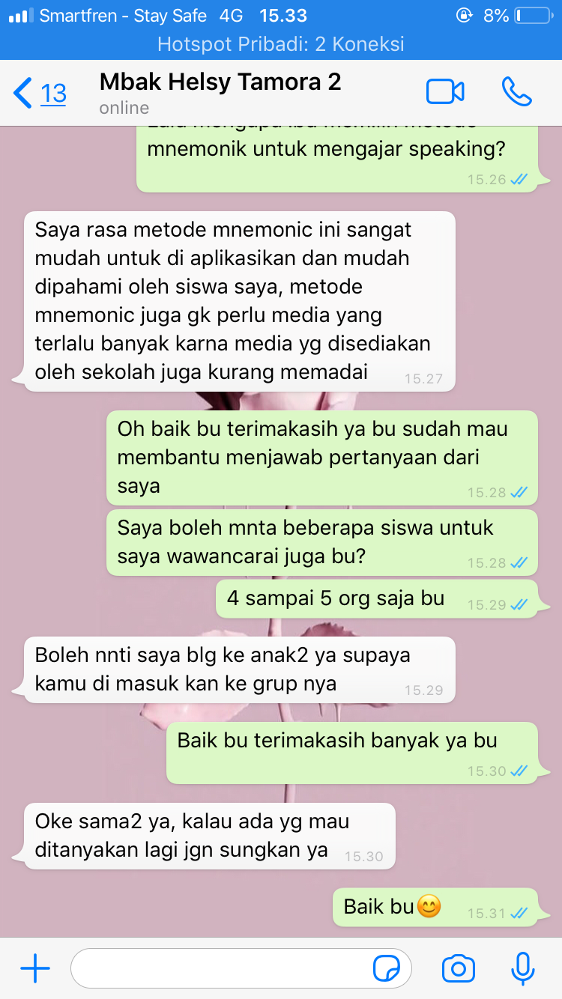 Smartfren - Stay Safe 4G 15.33 8%
Hotspot Pribadi: 2 Koneksi
13 Mbak Helsy Tamora 2
online
mnemonik untuk mengajar speaking?
15.26
Saya rasa metode mnemonic ini sangat
mudah untuk di aplikasikan dan mudah
dipahami oleh siswa saya, metode
mnemonic juga gk perlu media yang
terlalu banyak karna media yg disediakan
oleh sekolah juga kurang memadai 15.27
Oh baik bu terimakasih ya bu sudah mau
membantu menjawab pertanyaan dari
saya 15.28
Saya boleh mnta beberapa siswa untuk
saya wawancarai juga bu? 15.28
4 sampai 5 org saja bu 15.29
Boleh nnti saya blg ke anak2 ya supaya
kamu di masuk kan ke grup nya 15.29
Baik bu terimakasih banyak ya bu
15.30
Oke sama2 ya, kalau ada yg mau
ditanyakan lagi jgn sungkan ya 15.30
Baik bu😊 15.31